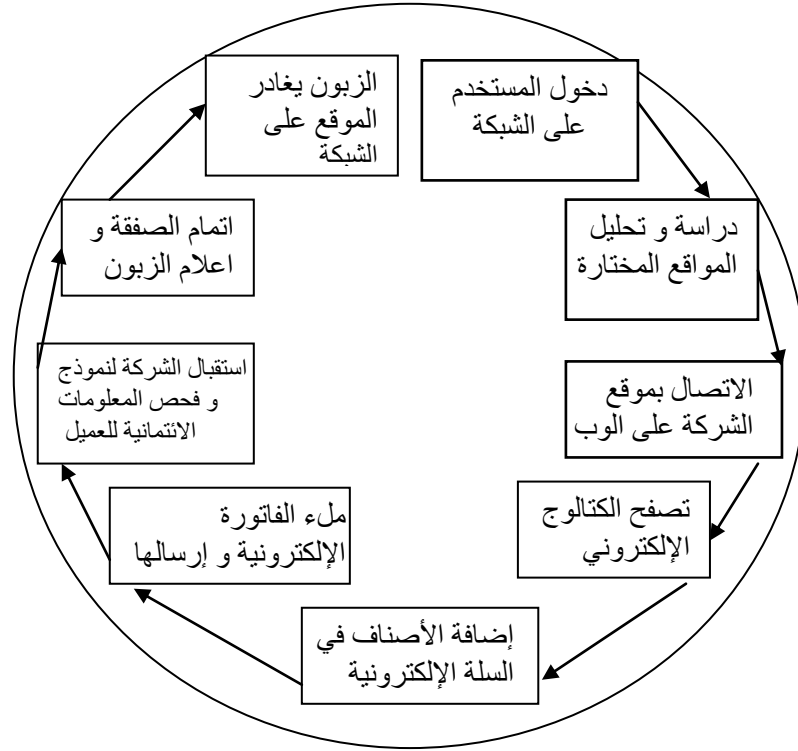 دخول المستخدم
على الشبكة
دراسة و تحليل
المواقع المختارة
الاتصال بموقع
الشركة على الوب
تصفح الكتالوج
الإلكتروني
إضافة الأصناف في
السلة الإلكترونية
ملء الفاتورة
الإلكترونية و إرسالها
استقبال الشركة لنموذج
و فحص المعلومات
الائتمانية للعميل
اتمام الصفقة و
اعلام الزبون
الزبون يغادر
الموقع على
الشبكة